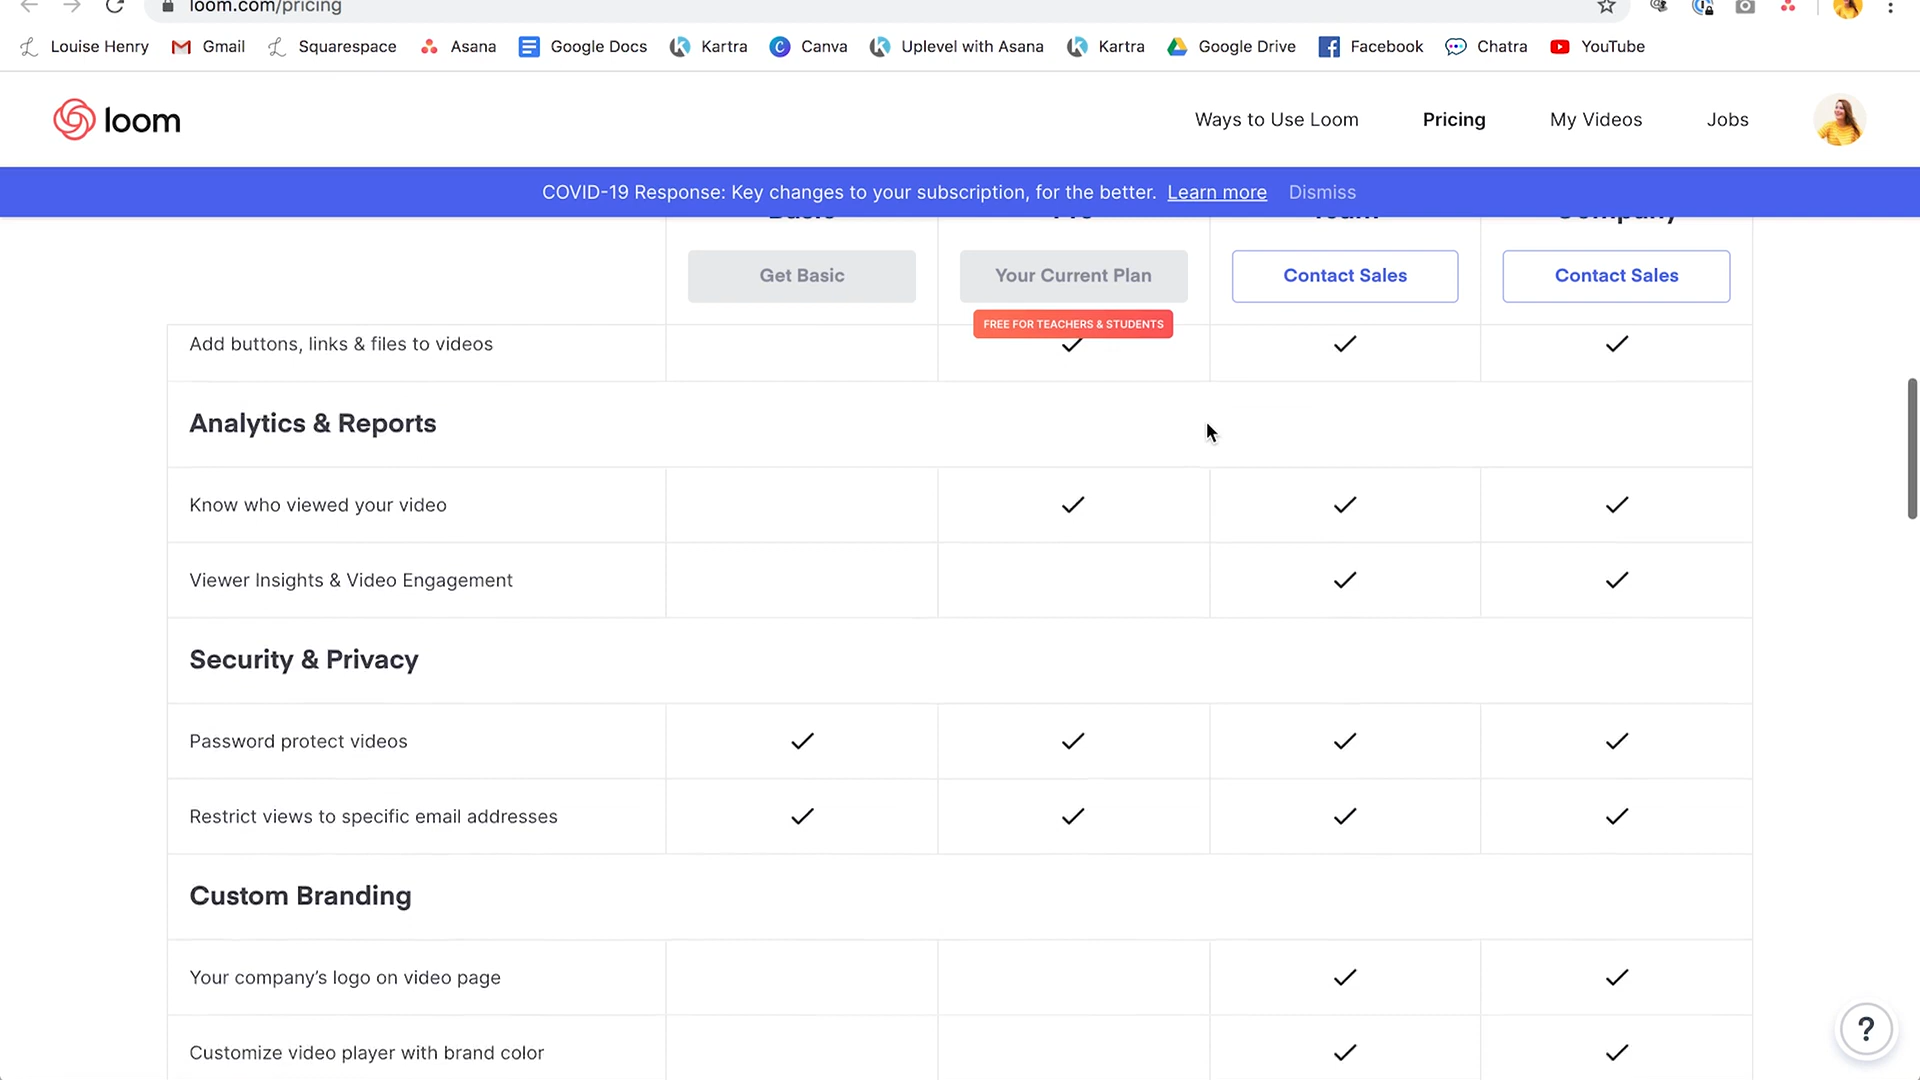 loom.com/pricing
Louise Henry Gmail Squarespace Asana Google Docs Kartra Canva Uplevel with Asana Kartra Google Drive Facebook Chatra YouTube
loom Ways to Use Loom Pricing My Videos Jobs
COVID-19 Response: Key changes to your subscription, for the better. Learn more Dismiss
Basic Pro Team Company
Get Basic Your Current Plan Contact Sales Contact Sales
FREE FOR TEACHERS & STUDENTS
Add buttons, links & files to videos
Analytics & Reports
Know who viewed your video
Viewer Insights & Video Engagement
Security & Privacy
Password protect videos
Restrict views to specific email addresses
Custom Branding
Your company’s logo on video page
?
Customize video player with brand color